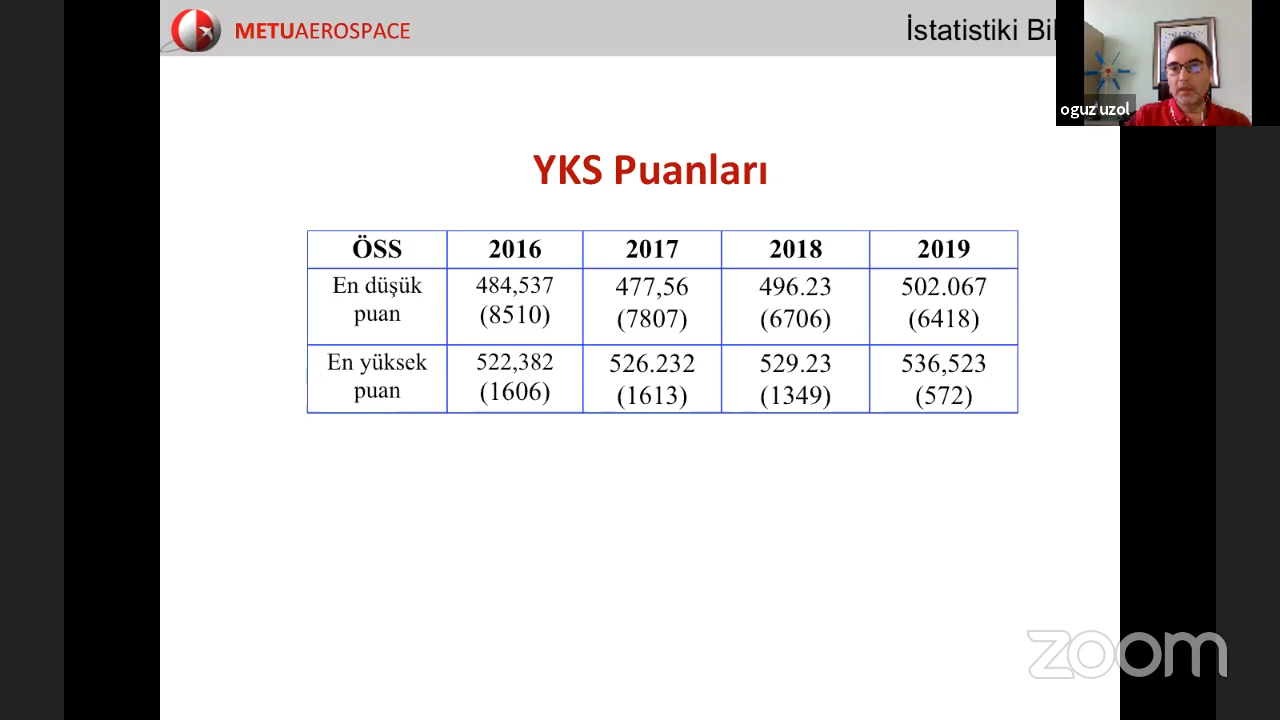 METUAEROSPACE
İstatistiki
oguz uzol
YKS Puanları
ÖSS 2016 2017 2018 2019
En düşük puan 484,537 (8510) 477,56 (7807) 496.23 (6706) 502.067 (6418)
En yüksek puan 522,382 (1606) 526.232 (1613) 529.23 (1349) 536,523 (572)
zoom